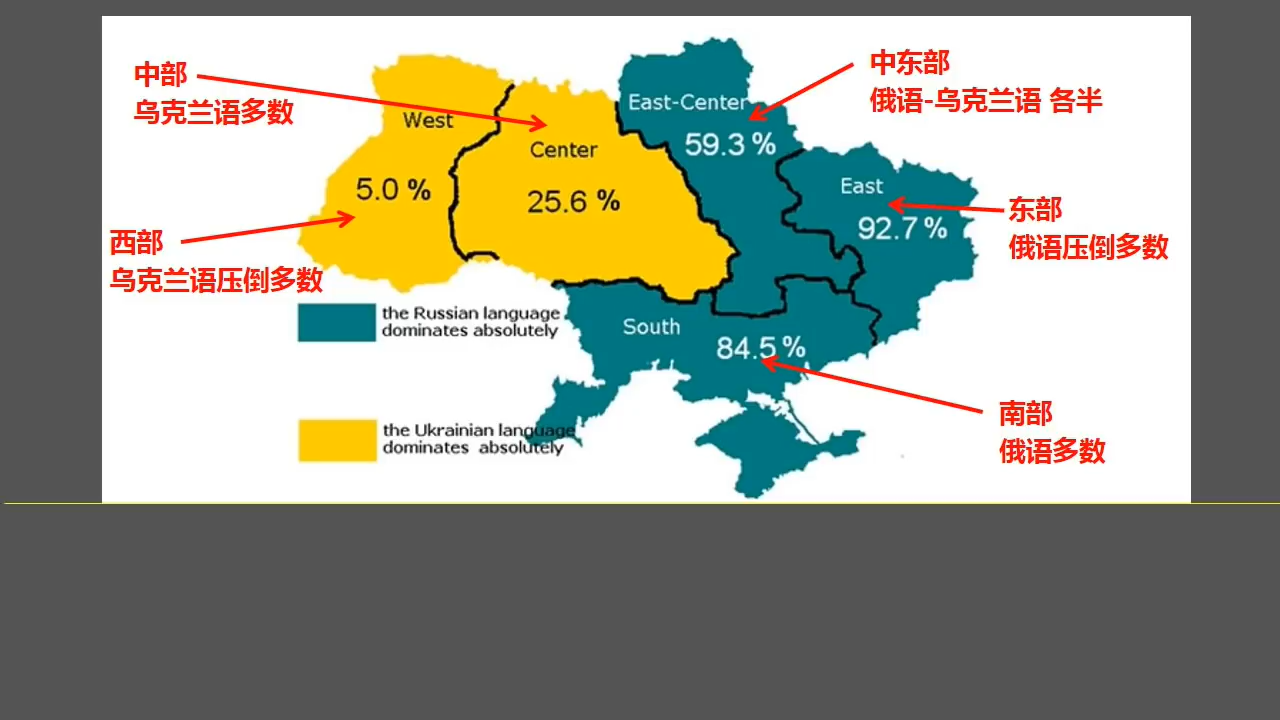 中部
乌克兰语多数
中东部
俄语-乌克兰语 各半
West
East-Center
Center
59.3 %
5.0 %
25.6 %
East
92.7 %
东部
俄语压倒多数
西部
乌克兰语压倒多数
the Russian language
dominates absolutely
South
84.5 %
the Ukrainian language
dominates absolutely
南部
俄语多数